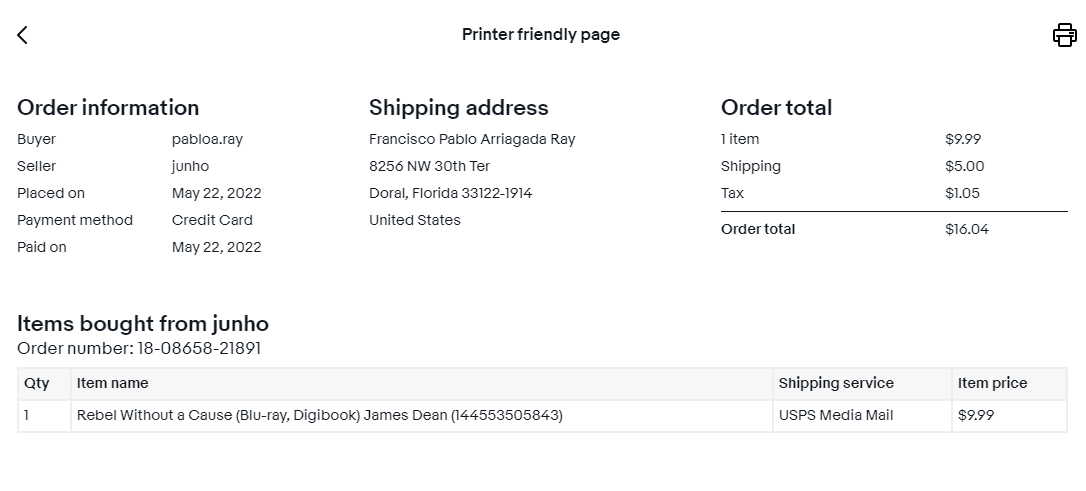 Printer friendly page
Order information
Buyer pabloa.ray
Seller junho
Placed on May 22, 2022
Payment method Credit Card
Paid on May 22, 2022
Shipping address
Francisco Pablo Arriagada Ray
8256 NW 30th Ter
Doral, Florida 33122-1914
United States
Order total
1 item $9.99
Shipping $5.00
Tax $1.05
Order total $16.04
Items bought from junho
Order number: 18-08658-21891
Qty Item name Shipping service Item price
1 Rebel Without a Cause (Blu-ray, Digibook) James Dean (144553505843) USPS Media Mail $9.99